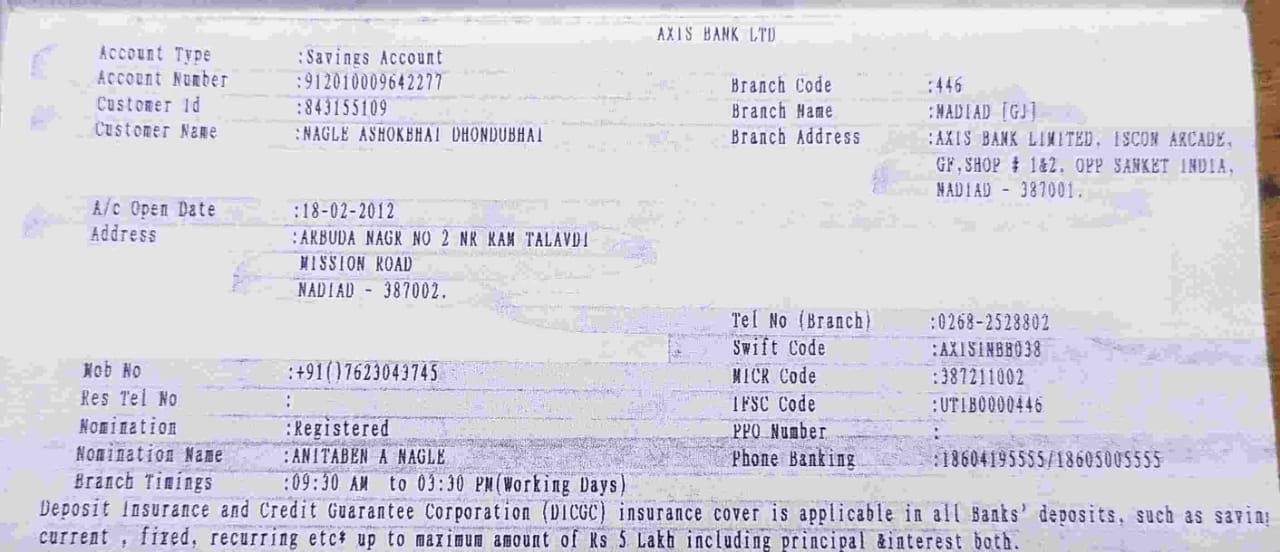 AXIS BANK LTD
Account Type :Savings Account
Account Number :912010009642277
Customer Id :843155109
Customer Name :NAGLE ASHOKBHAI DHONDUBHAI
Branch Code :446
Branch Name :NADIAD [GJ]
Branch Address :AXIS BANK LIMITED, ISCON ARCADE,
GF,SHOP # 1&2, OPP SANKET INDIA,
NADIAD - 387001.
A/c Open Date :18-02-2012
Address :ARBUDA NAGR NO 2 NR RAM TALAVDI
MISSION ROAD
NADIAD - 387002.
Tel No (Branch) :0268-2528802
Swift Code :AXISINBB038
MICR Code :387211002
IFSC Code :UTIB0000446
PPO Number :
Phone Banking :18604195555/18605005555
Mob No :+91()7623043745
Res Tel No :
Nomination :Registered
Nomination Name :ANITABEN A NAGLE
Branch Timings :09:30 AM to 03:30 PM(Working Days)
Deposit Insurance and Credit Guarantee Corporation (DICGC) insurance cover is applicable in all Banks' deposits, such as saving
current , fixed, recurring etc* up to maximum amount of Rs 5 Lakh including principal &interest both.